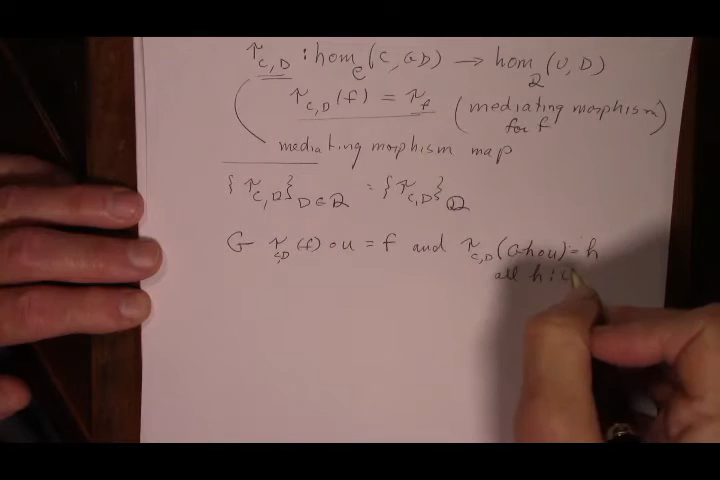 τ_{C,D} : hom_C (C, GD) → hom_D (U, D)
τ_{C,D} (f) = τ_f (mediating morphism
for f)
mediating morphism map
{τ_{C,D}}_{D∈D} = {τ_{C,D}}_D
G τ_{C,D} (f) ∘ u = f and τ_{C,D} (G h ∘ u) = h
all h : U